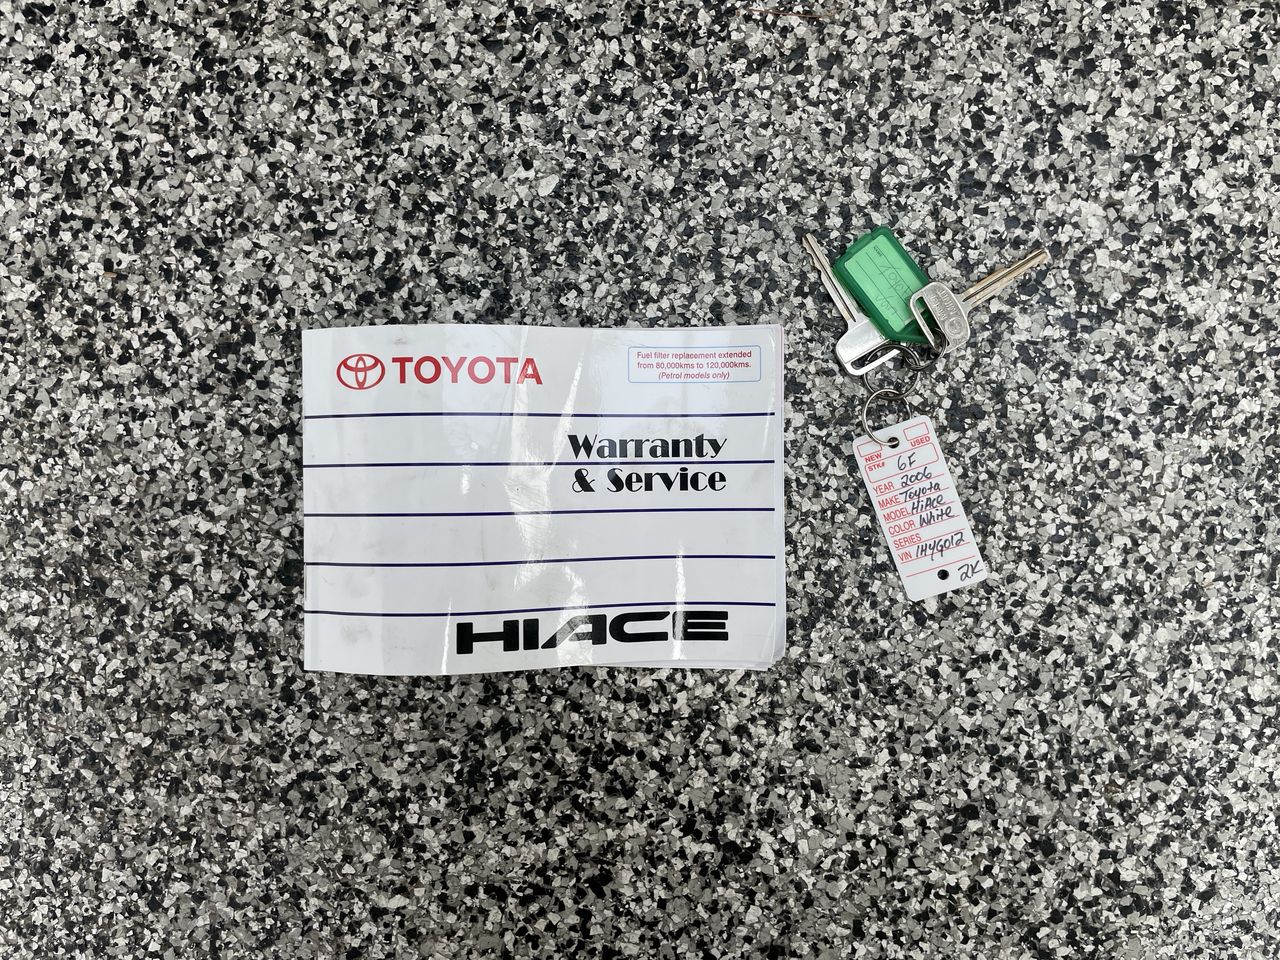 TOYOTA
Fuel filter replacement extended
from 80,000kms to 120,000kms.
(Petrol models only)
Warranty
& Service
HIACE
NEW USED
STK# 6F
YEAR 2006
MAKE Toyota
MODEL HiAce
COLOR White
SERIES
VIN 1HYG012
2K